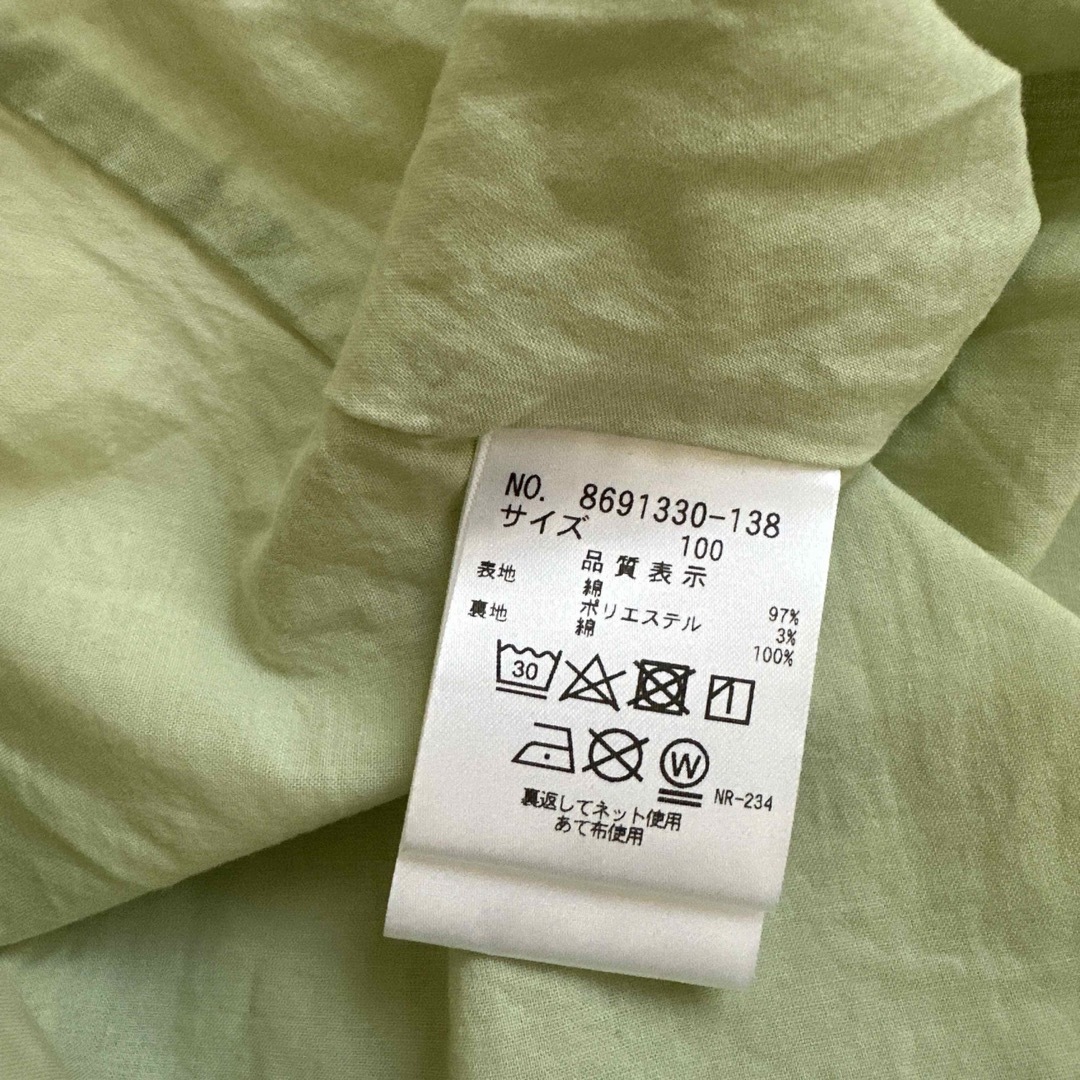 NO. 8691330-138
サイズ 100
品質表示
表地 綿 97%
ポリエステル 3%
裏地 綿 100%
30
W
NR-234
裏返してネット使用
あて布使用